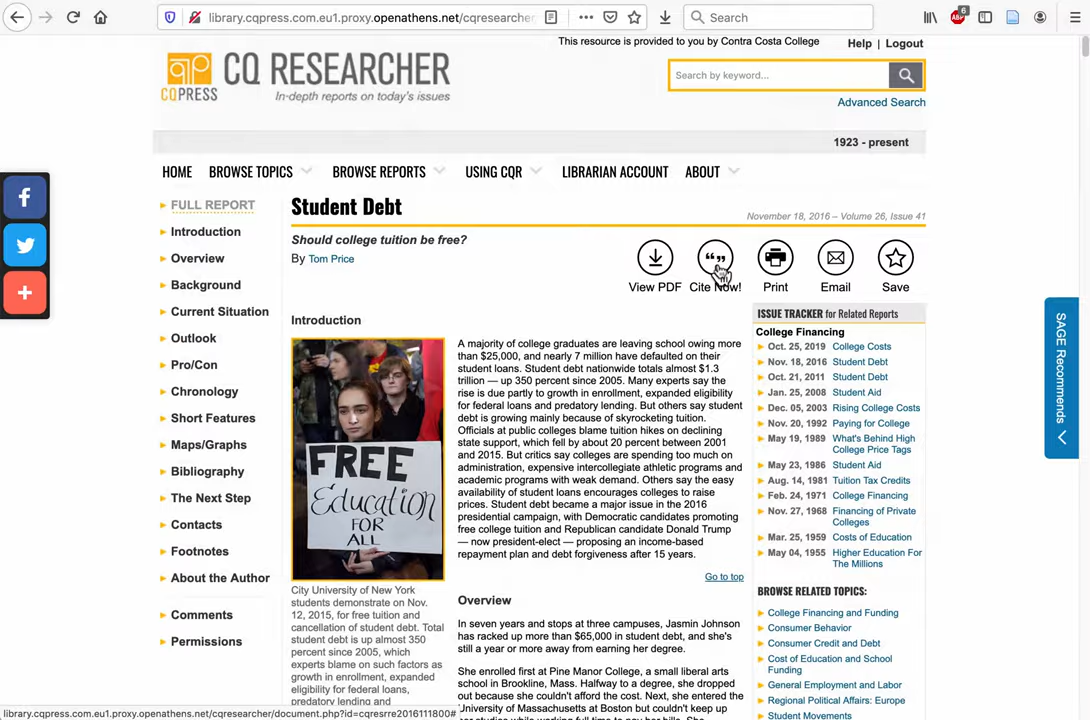 library.cqpress.com.eu1.proxy.openathens.net/cqresearche
Search
ABP
6
This resource is provided to you by Contra Costa College
Help | Logout
CQPRESS
CQ RESEARCHER
In-depth reports on today's issues
Search by keyword...
Advanced Search
1923 - present
HOME
BROWSE TOPICS
BROWSE REPORTS
USING CQR
LIBRARIAN ACCOUNT
ABOUT
FULL REPORT
Introduction
Overview
Background
Current Situation
Outlook
Pro/Con
Chronology
Short Features
Maps/Graphs
Bibliography
The Next Step
Contacts
Footnotes
About the Author
Comments
Permissions
Student Debt
November 18, 2016 – Volume 26, Issue 41
Should college tuition be free?
By Tom Price
View PDF
Cite Now!
Print
Email
Save
Introduction
FREE
Education
FOR
ALL
City University of New York
students demonstrate on Nov.
12, 2015, for free tuition and
cancellation of student debt. Total
student debt is up almost 350
percent since 2005, which
experts blame on such factors as
growth in enrollment, expanded
eligibility for federal loans,
predatory lending and
A majority of college graduates are leaving school owing more
than $25,000, and nearly 7 million have defaulted on their
student loans. Student debt nationwide totals almost $1.3
trillion — up 350 percent since 2005. Many experts say the
rise is due partly to growth in enrollment, expanded eligibility
for federal loans and predatory lending. But others say student
debt is growing mainly because of skyrocketing tuition.
Officials at public colleges blame tuition hikes on declining
state support, which fell by about 20 percent between 2001
and 2015. But critics say colleges are spending too much on
administration, expensive intercollegiate athletic programs and
academic programs with weak demand. Others say the easy
availability of student loans encourages colleges to raise
prices. Student debt became a major issue in the 2016
presidential campaign, with Democratic candidates promoting
free college tuition and Republican candidate Donald Trump
— now president-elect — proposing an income-based
repayment plan and debt forgiveness after 15 years.
Go to top
Overview
In seven years and stops at three campuses, Jasmin Johnson
has racked up more than $65,000 in student debt, and she's
still a year or more away from earning her degree.
She enrolled first at Pine Manor College, a small liberal arts
school in Brookline, Mass. Halfway to a degree, she dropped
out because she couldn't afford the cost. Next, she entered the
University of Massachusetts at Boston but couldn't keep up
ISSUE TRACKER for Related Reports
College Financing
Oct. 25, 2019 College Costs
Nov. 18, 2016 Student Debt
Oct. 21, 2011 Student Debt
Jan. 25, 2008 Student Aid
Dec. 05, 2003 Rising College Costs
Nov. 20, 1992 Paying for College
May 19, 1989 What's Behind High
College Price Tags
May 23, 1986 Student Aid
Aug. 14, 1981 Tuition Tax Credits
Feb. 24, 1971 College Financing
Nov. 27, 1968 Financing of Private
Colleges
Mar. 25, 1959 Costs of Education
May 04, 1955 Higher Education For
The Millions
BROWSE RELATED TOPICS:
College Financing and Funding
Consumer Behavior
Consumer Credit and Debt
Cost of Education and School
Funding
General Employment and Labor
Regional Political Affairs: Europe
Student Movements
SAGE Recommends
library.cqpress.com.eu1.proxy.openathens.net/cqresearcher/document.php?id=cqresrre2016111800#